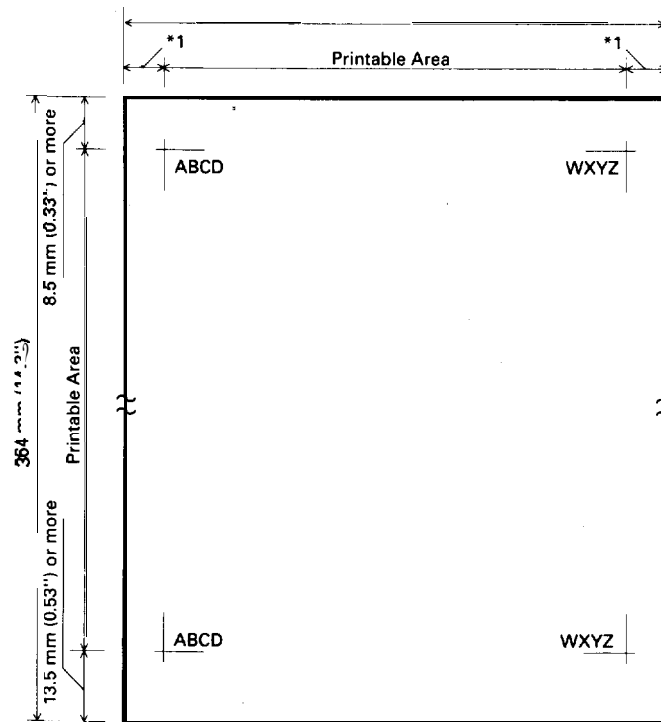 *1
*1
Printable Area
8.5 mm (0.33") or more
ABCD
WXYZ
364 mm
Printable Area
13.5 mm (0.53") or more
ABCD
WXYZ